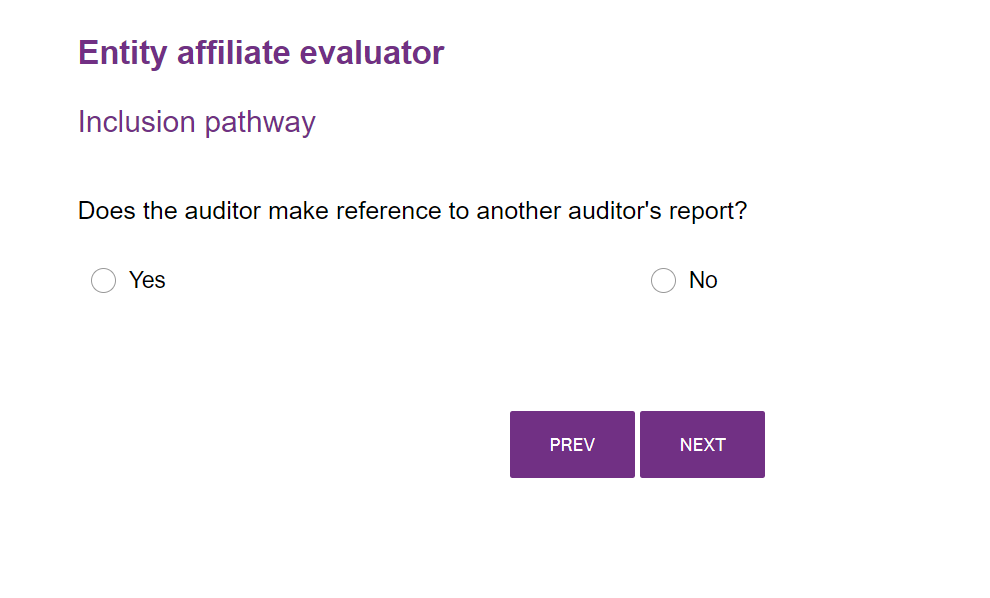 Entity affiliate evaluator
Inclusion pathway
Does the auditor make reference to another auditor's report?
Yes
No
PREV
NEXT